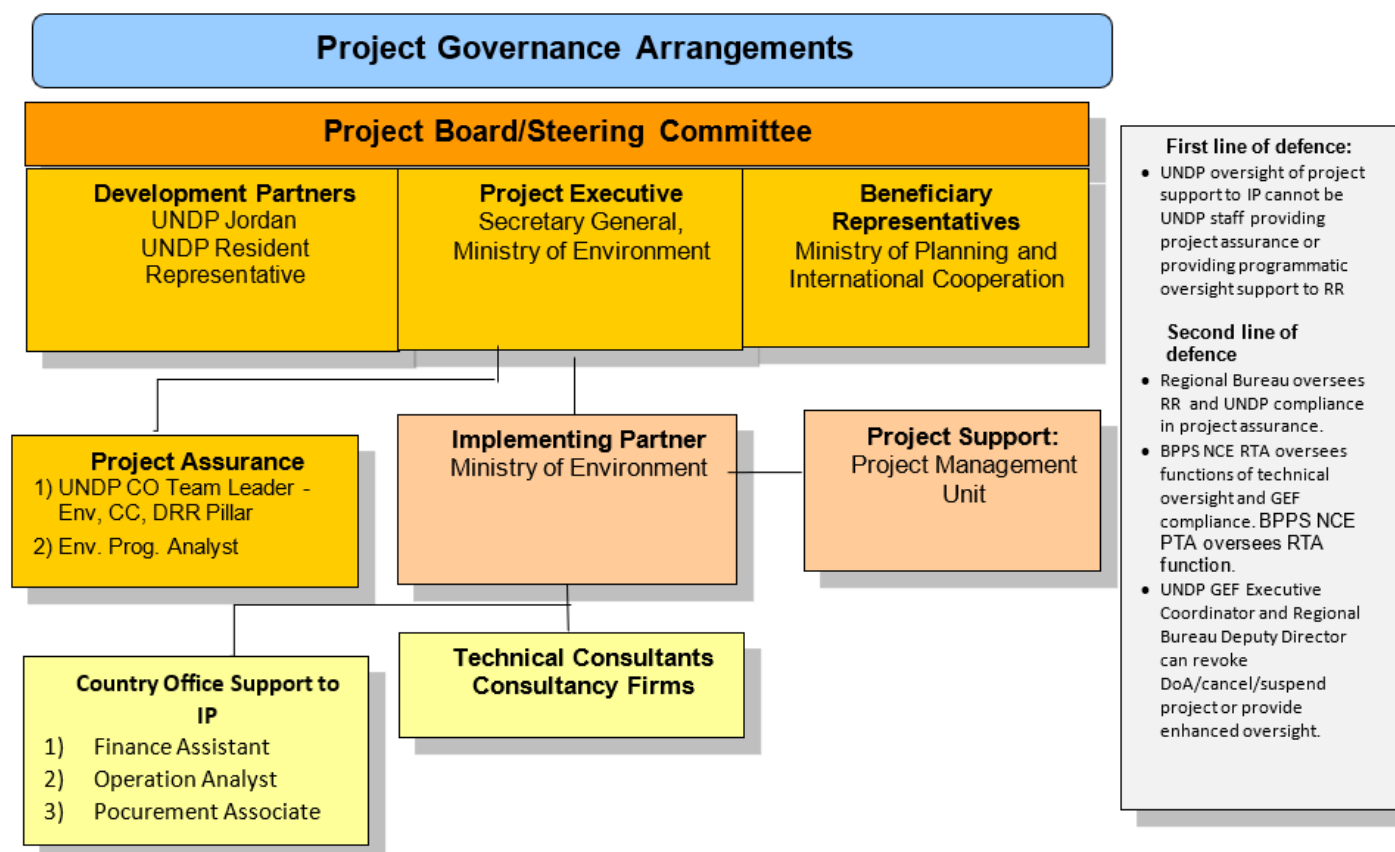 Project Governance Arrangements
Project Board/Steering Committee
Development Partners
UNDP Jordan
UNDP Resident
Representative
Project Executive
Secretary General,
Ministry of Environment
Beneficiary
Representatives
Ministry of Planning and
International Cooperation
Project Assurance
1) UNDP CO Team Leader -
Env, CC, DRR Pillar
2) Env. Prog. Analyst
Implementing Partner
Ministry of Environment
Project Support:
Project Management
Unit
Country Office Support to
IP
1) Finance Assistant
2) Operation Analyst
3) Pocurement Associate
Technical Consultants
Consultancy Firms
First line of defence:
• UNDP oversight of project
support to IP cannot be
UNDP staff providing
project assurance or
providing programmatic
oversight support to RR
Second line of
defence
• Regional Bureau oversees
RR and UNDP compliance
in project assurance.
• BPPS NCE RTA oversees
functions of technical
oversight and GEF
compliance. BPPS NCE
PTA oversees RTA
function.
• UNDP GEF Executive
Coordinator and Regional
Bureau Deputy Director
can revoke
DoA/cancel/suspend
project or provide
enhanced oversight.